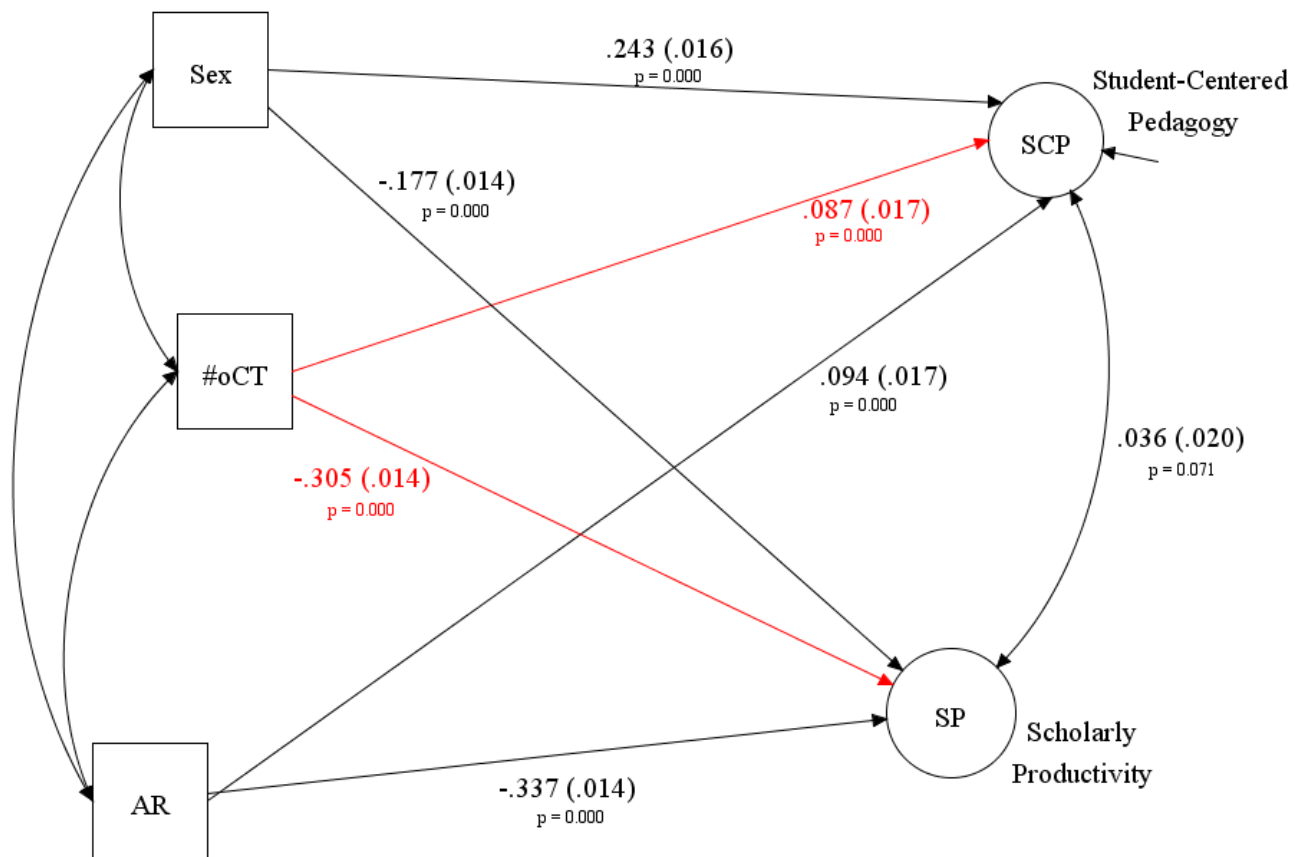 .243 (.016)
p = 0.000
Sex
Student-Centered
Pedagogy
SCP
-.177 (.014)
p = 0.000
.087 (.017)
p = 0.000
#oCT
.094 (.017)
p = 0.000
.036 (.020)
p = 0.071
-.305 (.014)
p = 0.000
SP
Scholarly
Productivity
-.337 (.014)
p = 0.000
AR